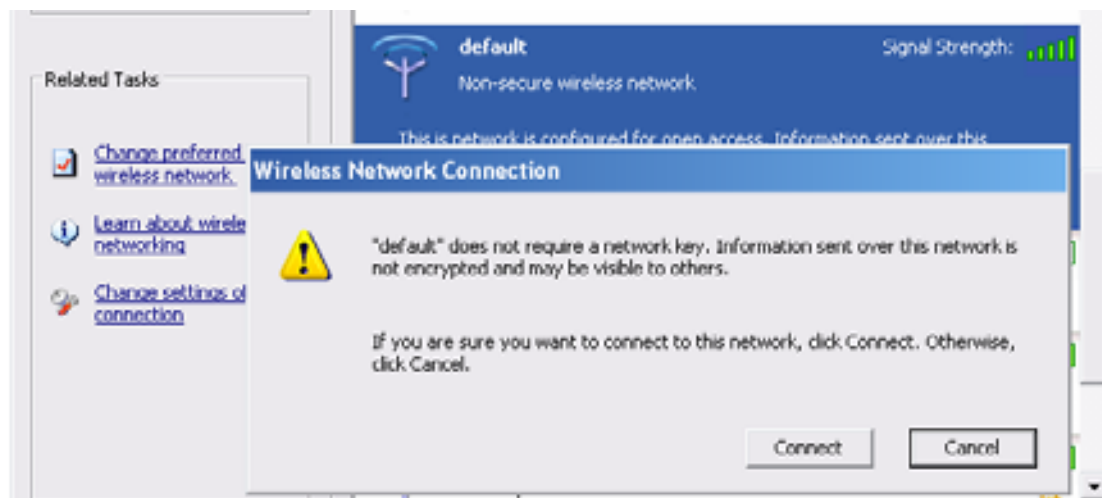 default
Signal Strength:
Non-secure wireless network
This is network is configured for open access. Information sent over this
Related Tasks
Change preferred
wireless network
Learn about wirele
networking
Change settings of
connection
Wireless Network Connection
"default" does not require a network key. Information sent over this network is
not encrypted and may be visible to others.
If you are sure you want to connect to this network, click Connect. Otherwise,
click Cancel.
Connect
Cancel